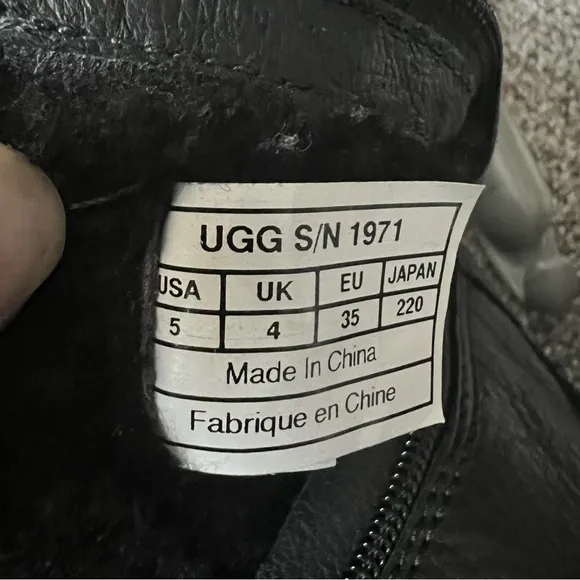 UGG S/N 1971
USA UK EU JAPAN
5 4 35 220
Made In China
Fabrique en Chine